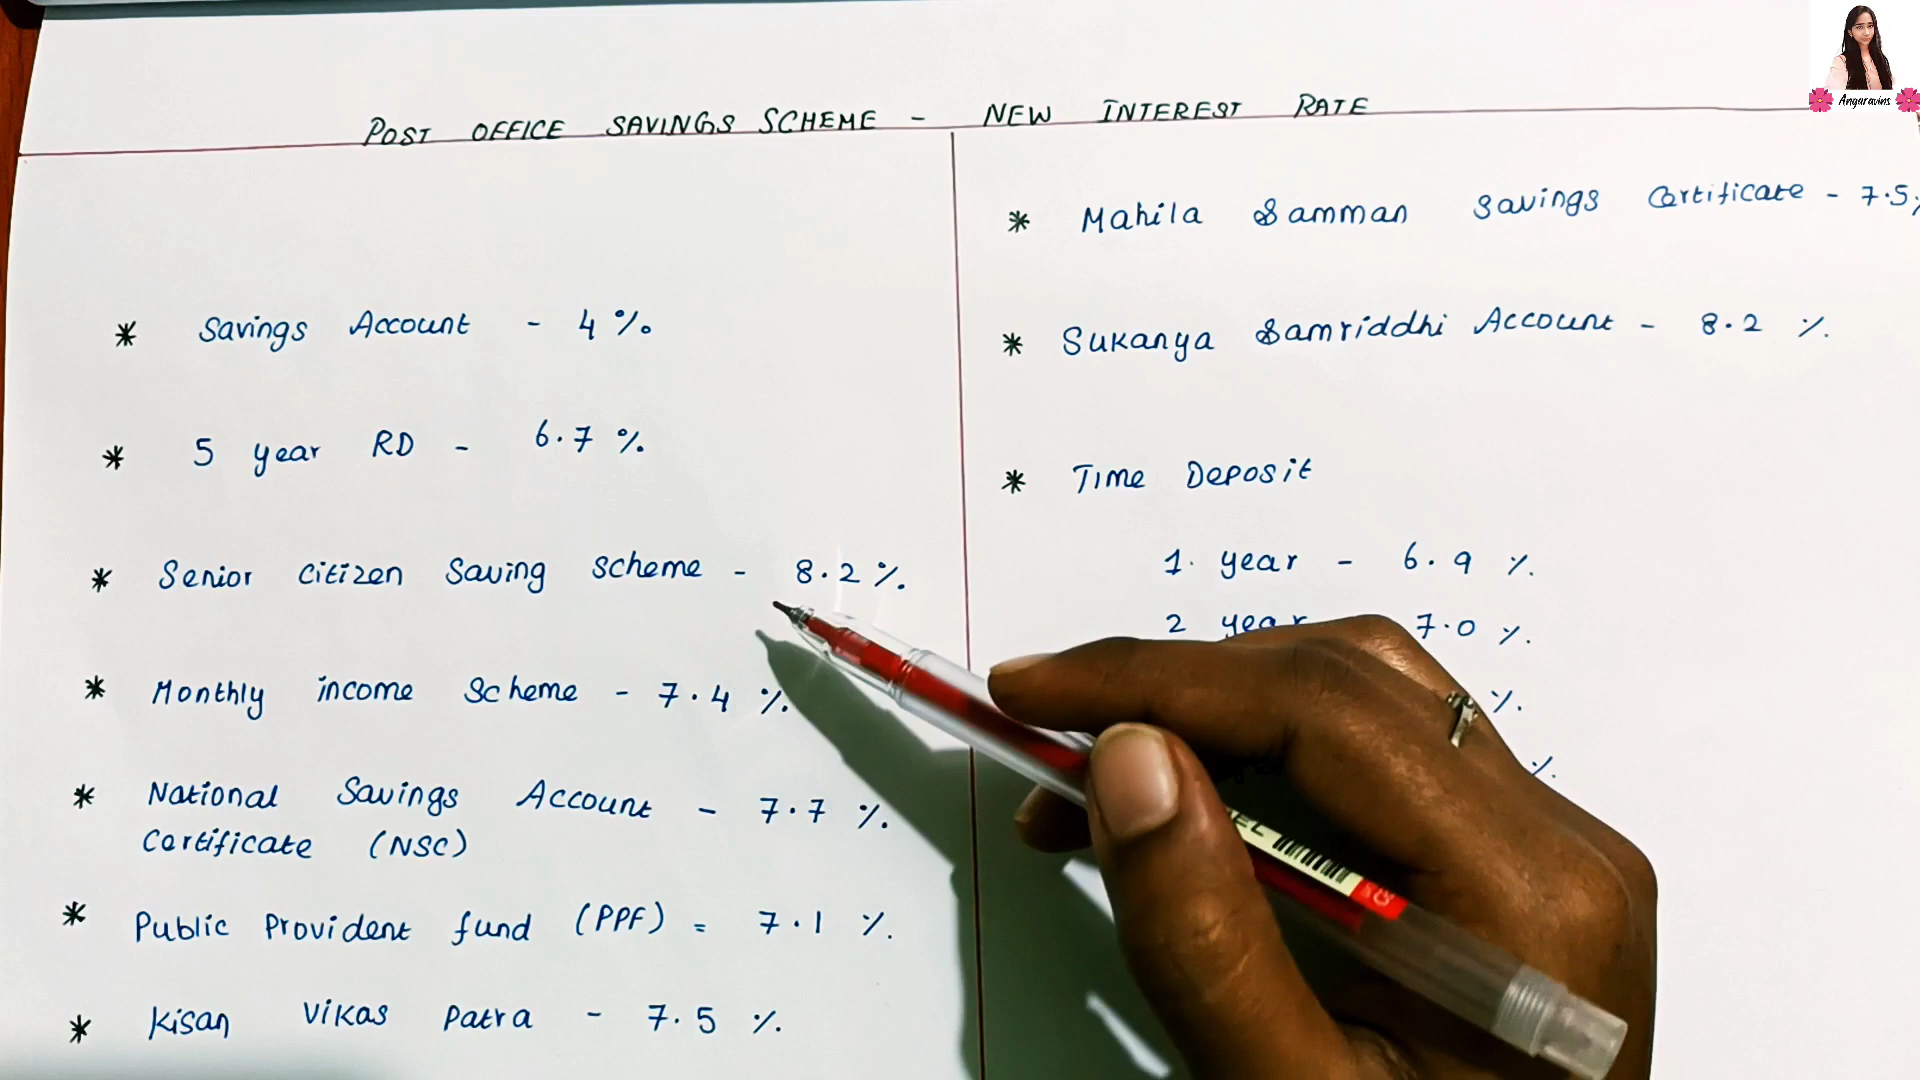 POST OFFICE SAVINGS SCHEME - NEW INTEREST RATE
* Savings Account - 4 %
* 5 year RD - 6.7 %
* Senior citizen Saving scheme - 8.2 %
* Monthly income Scheme - 7.4 %
* National Savings Account - 7.7 %
Certificate (NSC)
* Public Provident fund (PPF) = 7.1 %
* Kisan Vikas Patra - 7.5 %
* Mahila Samman Savings Certificate - 7.5 %
* Sukanya Samriddhi Account - 8.2 %
* Time Deposit
1 year - 6.9 %
2 year 7.0 %
%
%
Angaravins